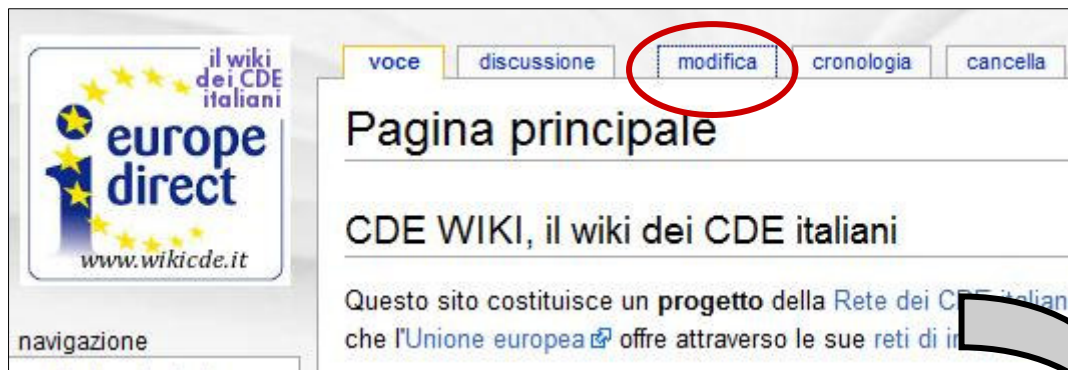 il wiki
dei CDE
italiani
europe
direct
www.wikicde.it
navigazione
voce discussione modifica cronologia cancella
Pagina principale
CDE WIKI, il wiki dei CDE italiani
Questo sito costituisce un progetto della Rete dei CDE italian
che l'Unione europea offre attraverso le sue reti di